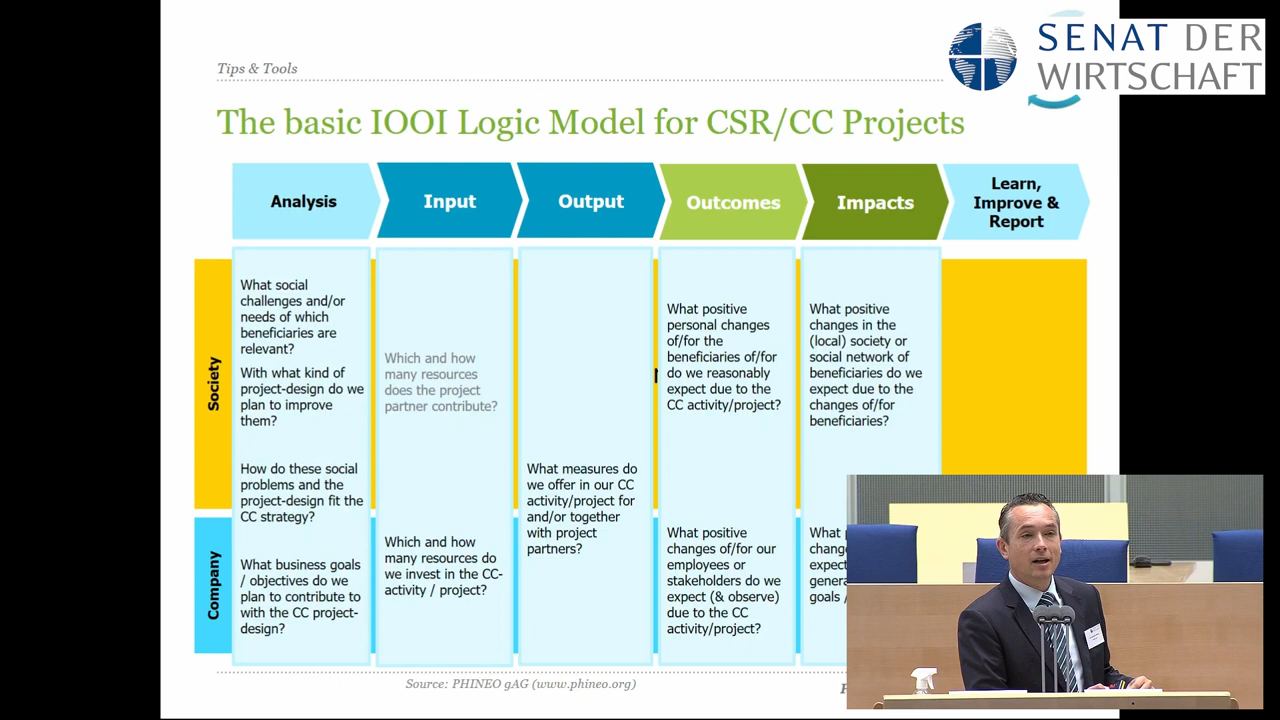 SENAT DER
WIRTSCHAFT
Tips & Tools
The basic IOOI Logic Model for CSR/CC Projects
Analysis
Input
Output
Outcomes
Impacts
Learn,
Improve &
Report
Society
What social
challenges and/or
needs of which
beneficiaries are
relevant?
With what kind of
project-design do we
plan to improve
them?
How do these social
problems and the
project-design fit the
CC strategy?
Company
What business goals
/ objectives do we
plan to contribute to
with the CC project-
design?
Which and how
many resources
does the project
partner contribute?
Which and how
many resources do
we invest in the CC-
activity / project?
What measures do
we offer in our CC
activity/project for
and/or together
with project
partners?
What positive
personal changes
of/for the
beneficiaries of/for
do we reasonably
expect due to the
CC activity/project?
What positive
changes of/for our
employees or
stakeholders do we
expect (& observe)
due to the CC
activity/project?
What positive
changes in the
(local) society or
social network of
beneficiaries do we
expect due to the
changes of/for
beneficiaries?
What
goals /
Source: PHINEO gAG (www.phineo.org)